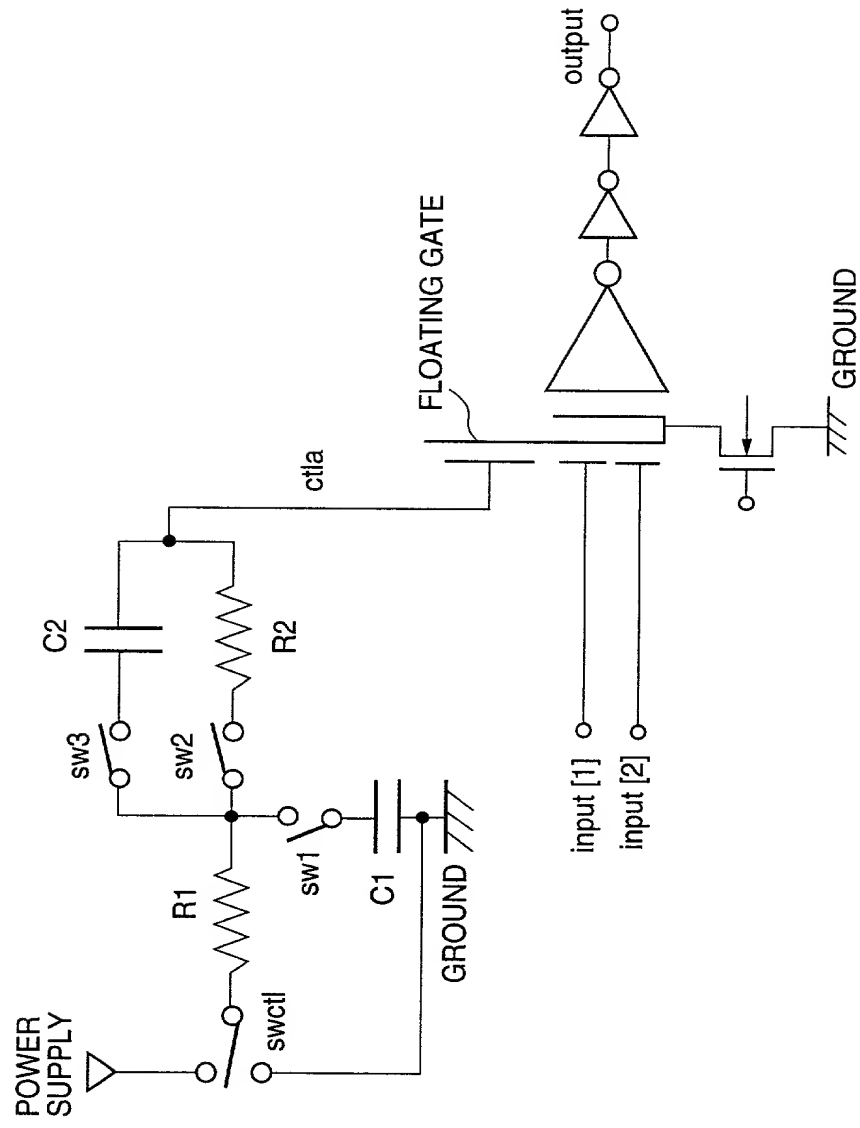 POWER
SUPPLY
swctl
R1
sw1
C1
GROUND
sw3
sw2
C2
R2
ctla
FLOATING GATE
input [1]
input [2]
GROUND
output